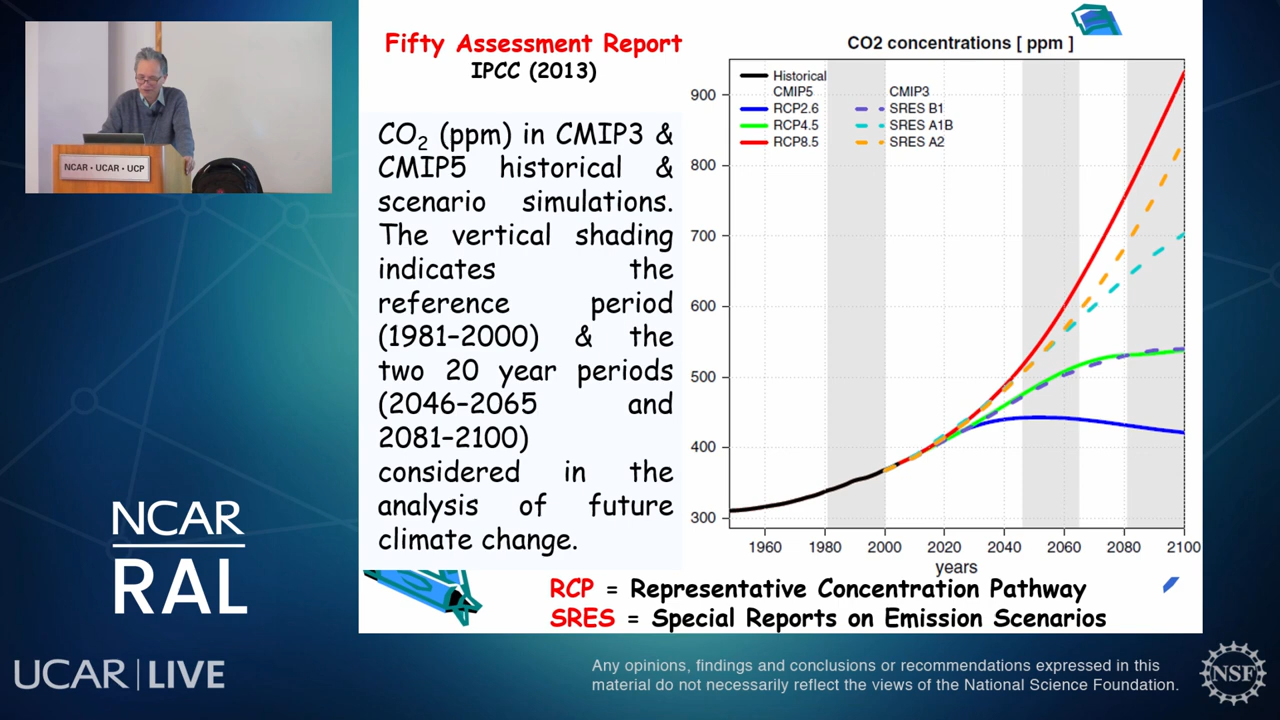 NCAR • UCAR • UCP
Fifty Assessment Report
IPCC (2013)
CO₂ (ppm) in CMIP3 &
CMIP5 historical &
scenario simulations.
The vertical shading
indicates the
reference period
(1981–2000) & the
two 20 year periods
(2046–2065 and
2081–2100)
considered in the
analysis of future
climate change.
CO2 concentrations [ ppm ]
Historical
CMIP5
RCP2.6
RCP4.5
RCP8.5
CMIP3
SRES B1
SRES A1B
SRES A2
900
800
700
600
500
400
300
1960 1980 2000 2020 2040 2060 2080 2100
years
RCP = Representative Concentration Pathway
SRES = Special Reports on Emission Scenarios
NCAR
RAL
UCAR | LIVE
Any opinions, findings and conclusions or recommendations expressed in this
material do not necessarily reflect the views of the National Science Foundation.
NSF